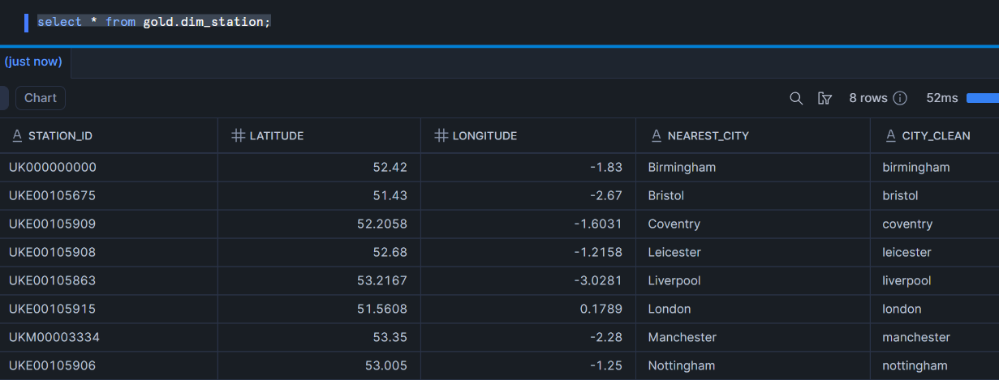 select * from gold.dim_station;
(just now)
Chart
8 rows 52ms
A STATION_ID # LATITUDE # LONGITUDE A NEAREST_CITY A CITY_CLEAN
UK000000000 52.42 -1.83 Birmingham birmingham
UKE00105675 51.43 -2.67 Bristol bristol
UKE00105909 52.2058 -1.6031 Coventry coventry
UKE00105908 52.68 -1.2158 Leicester leicester
UKE00105863 53.2167 -3.0281 Liverpool liverpool
UKE00105915 51.5608 0.1789 London london
UKM00003334 53.35 -2.28 Manchester manchester
UKE00105906 53.005 -1.25 Nottingham nottingham